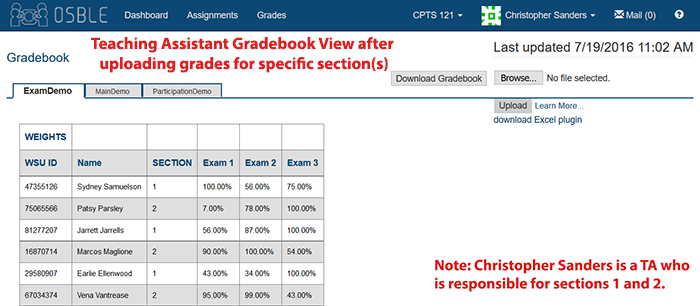 OSBLE Dashboard Assignments Grades CPTS 121 Christopher Sanders Mail (0)
Teaching Assistant Gradebook View after
uploading grades for specific section(s)
Last updated 7/19/2016 11:02 AM
Gradebook
Download Gradebook Browse... No file selected.
ExamDemo MainDemo ParticipationDemo
Upload Learn More...
download Excel plugin
WEIGHTS
WSU ID Name SECTION Exam 1 Exam 2 Exam 3
47355126 Sydney Samuelson 1 100.00% 56.00% 75.00%
75065566 Patsy Parsley 2 7.00% 78.00% 100.00%
81277207 Jarrett Jarrells 1 56.00% 87.00% 100.00%
16870714 Marcos Maglione 2 90.00% 100.00% 54.00%
29580907 Earlie Ellenwood 1 43.00% 34.00% 100.00%
67034374 Vena Vantrease 2 95.00% 99.00% 43.00%
Note: Christopher Sanders is a TA who
is responsible for sections 1 and 2.